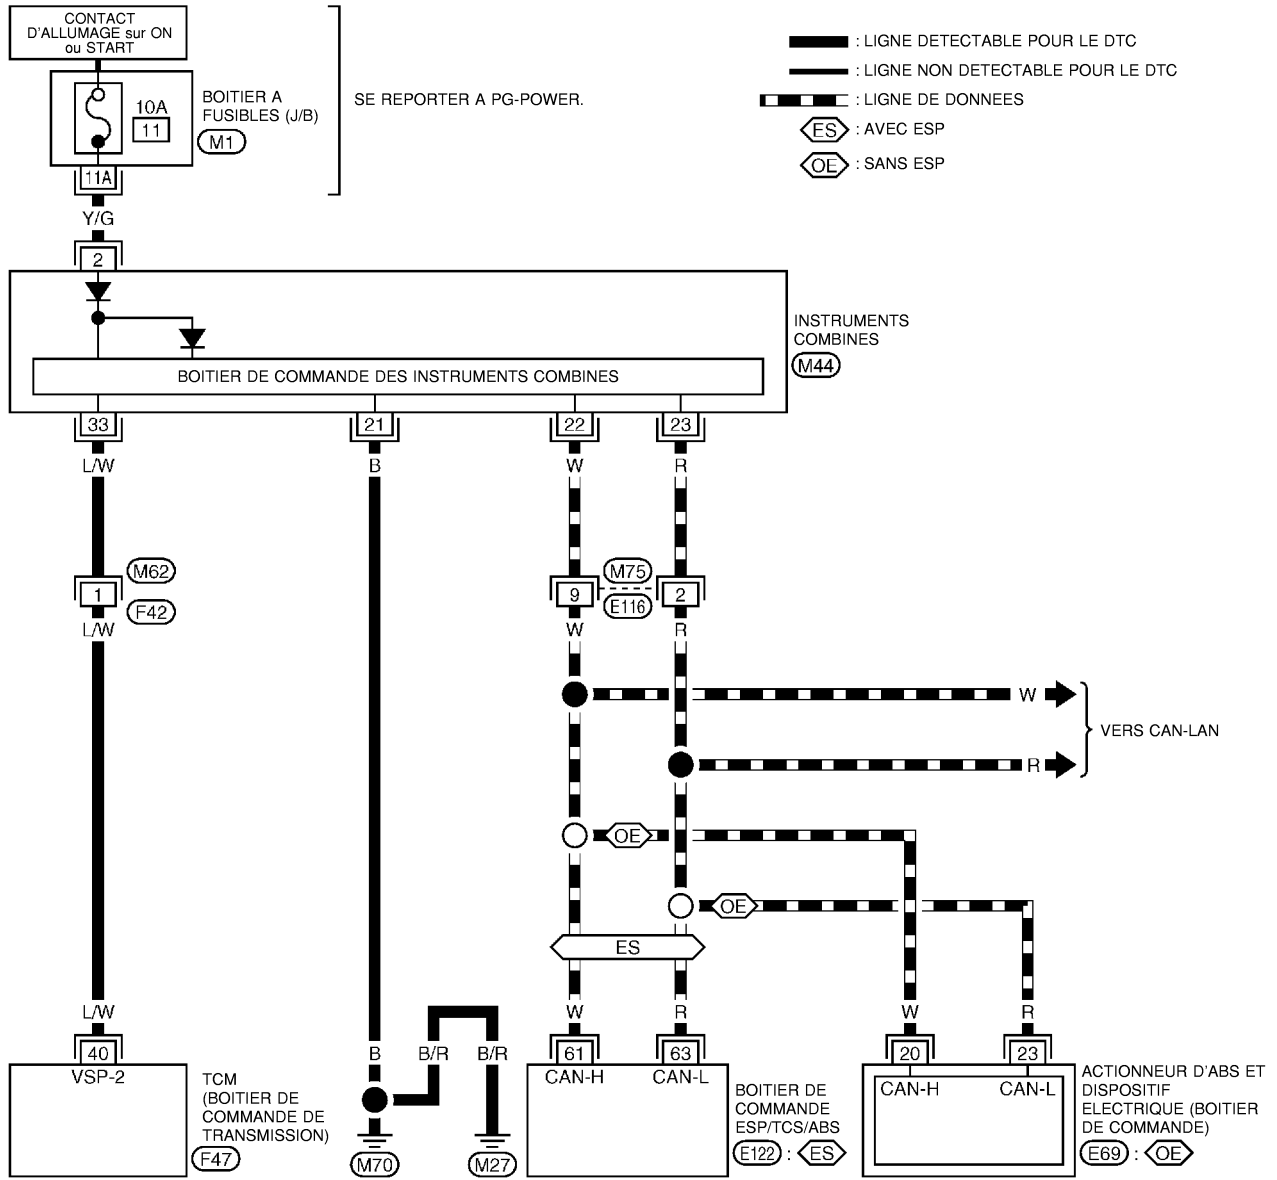 CONTACT
D'ALLUMAGE sur ON
ou START
10A
11
BOITIER A
FUSIBLES (J/B)
M1
SE REPORTER A PG-POWER.
: LIGNE DETECTABLE POUR LE DTC
: LIGNE NON DETECTABLE POUR LE DTC
: LIGNE DE DONNEES
ES : AVEC ESP
OE : SANS ESP
11A
Y/G
2
INSTRUMENTS
COMBINES
M44
BOITIER DE COMMANDE DES INSTRUMENTS COMBINES
33 21 22 23
L/W B W R
M62
M75
1 9 2
F42
E116
L/W W R
W
VERS CAN-LAN
R
OE
OE
ES
L/W W R W R
B B/R B/R
40 61 63 20 23
VSP-2 CAN-H CAN-L CAN-H CAN-L
TCM
(BOITIER DE
COMMANDE DE
TRANSMISSION)
F47
M70 M27
BOITIER DE
COMMANDE
ESP/TCS/ABS
E122 : ES
ACTIONNEUR D'ABS ET
DISPOSITIF
ELECTRIQUE (BOITIER
DE COMMANDE)
E69 : OE